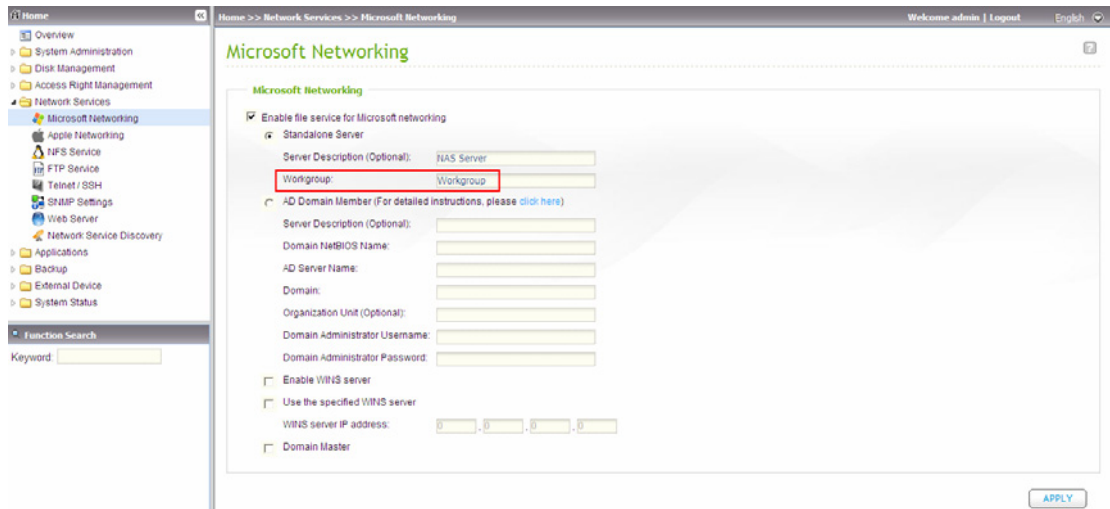 Home
Home >> Network Services >> Microsoft Networking
Welcome admin | Logout
English
Overview
System Administration
Disk Management
Access Right Management
Network Services
Microsoft Networking
Apple Networking
NFS Service
FTP Service
Telnet / SSH
SNMP Settings
Web Server
Network Service Discovery
Applications
Backup
External Device
System Status
Function Search
Keyword:
Microsoft Networking
?
Microsoft Networking
Enable file service for Microsoft networking
Standalone Server
Server Description (Optional): NAS Server
Workgroup: Workgroup
AD Domain Member (For detailed instructions, please click here)
Server Description (Optional):
Domain NetBIOS Name:
AD Server Name:
Domain:
Organization Unit (Optional):
Domain Administrator Username:
Domain Administrator Password:
Enable WINS server
Use the specified WINS server
WINS server IP address: 0 . 0 . 0 . 0
Domain Master
APPLY